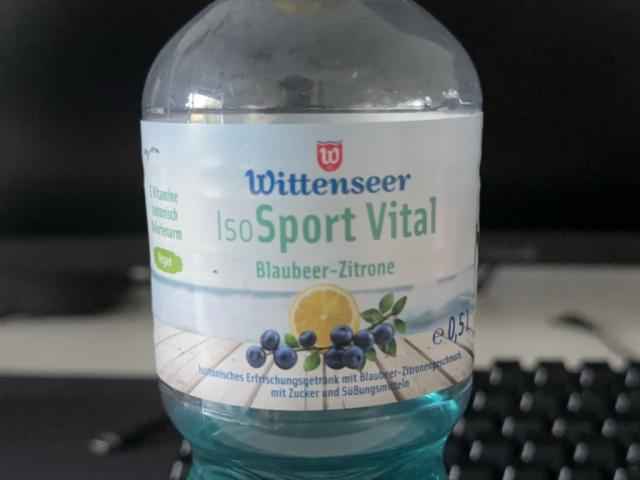 W
Wittenseer
IsoSport Vital
Blaubeer-Zitrone
5 Vitamine
Isotonisch
Kalorienarm
Vegan
℮ 0,5 l
Isotonisches Erfrischungsgetränk mit Blaubeer-Zitronengeschmack
mit Zucker und Süßungsmitteln